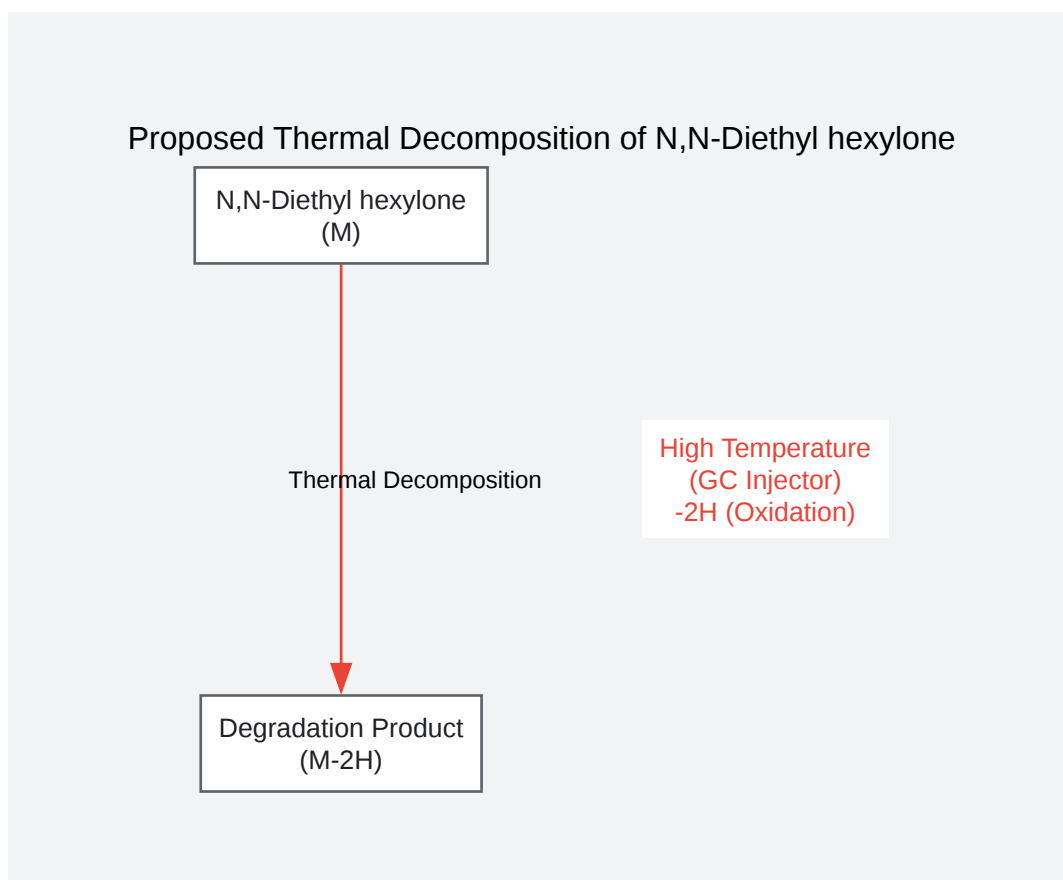 Proposed Thermal Decomposition of N,N-Diethyl hexylone
N,N-Diethyl hexylone
(M)
Thermal Decomposition
High Temperature
(GC Injector)
-2H (Oxidation)
Degradation Product
(M-2H)